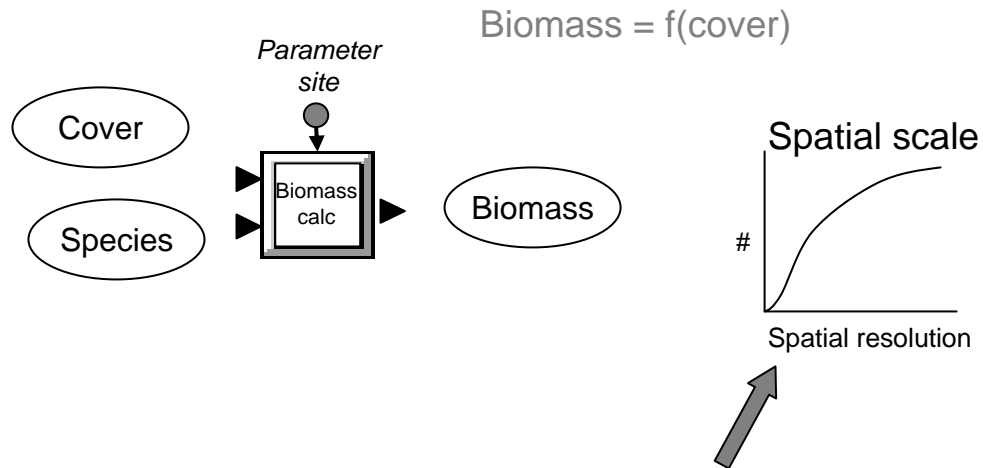 Biomass = f(cover)
Parameter
site
Cover
Species
Biomass
calc
Biomass
Spatial scale
#
Spatial resolution